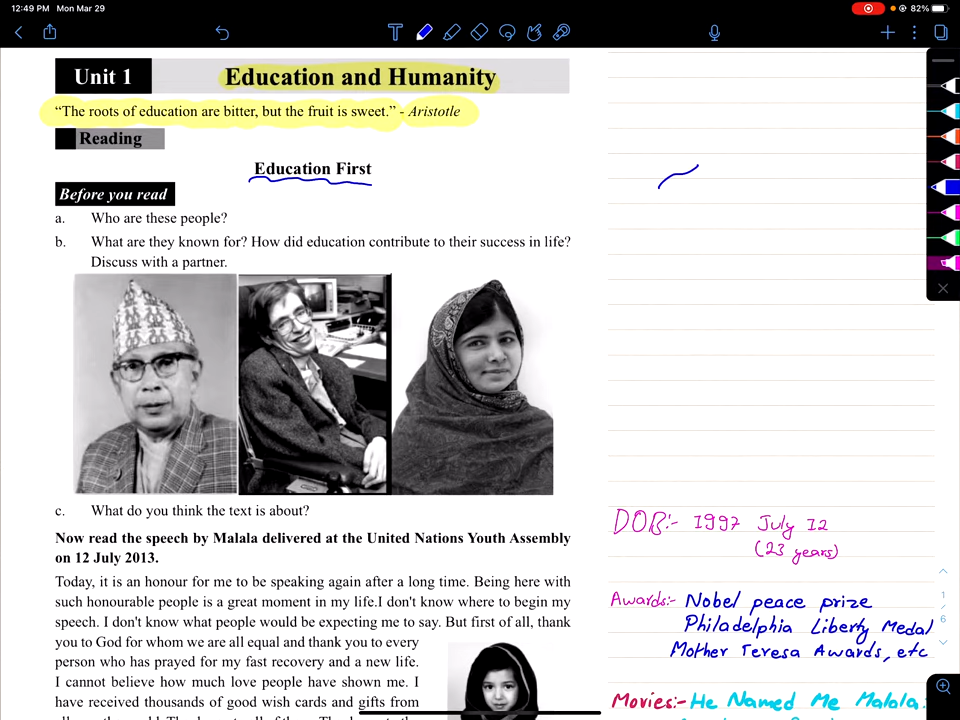 12:49 PM Mon Mar 29
82%
Unit 1
Education and Humanity
“The roots of education are bitter, but the fruit is sweet.” - Aristotle
Reading
Education First
Before you read
a. Who are these people?
b. What are they known for? How did education contribute to their success in life?
Discuss with a partner.
c. What do you think the text is about?
Now read the speech by Malala delivered at the United Nations Youth Assembly
on 12 July 2013.
Today, it is an honour for me to be speaking again after a long time. Being here with
such honourable people is a great moment in my life.I don't know where to begin my
speech. I don't know what people would be expecting me to say. But first of all, thank
you to God for whom we are all equal and thank you to every
person who has prayed for my fast recovery and a new life.
I cannot believe how much love people have shown me. I
have received thousands of good wish cards and gifts from
DOB:- 1997 July 12
(23 years)
Awards:- Nobel peace prize
Philadelphia Liberty Medal
Mother Teresa Awards, etc
Movies:- He Named Me Malala.
1
/
6